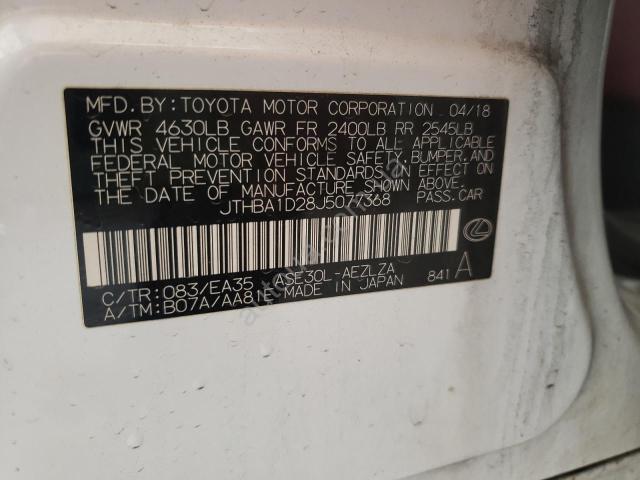 MFD. BY: TOYOTA MOTOR CORPORATION 04/18
GVWR 4630LB GAWR FR 2400LB RR 2545LB
THIS VEHICLE CONFORMS TO ALL APPLICABLE
FEDERAL MOTOR VEHICLE SAFETY, BUMPER, AND
THEFT PREVENTION STANDARDS IN EFFECT ON
THE DATE OF MANUFACTURE SHOWN ABOVE.
JTHBA1D28J5077368 PASS. CAR
C/TR: 083/EA35 ASE30L-AEZLZA 841 A
A/TM: B07A/AA81E MADE IN JAPAN